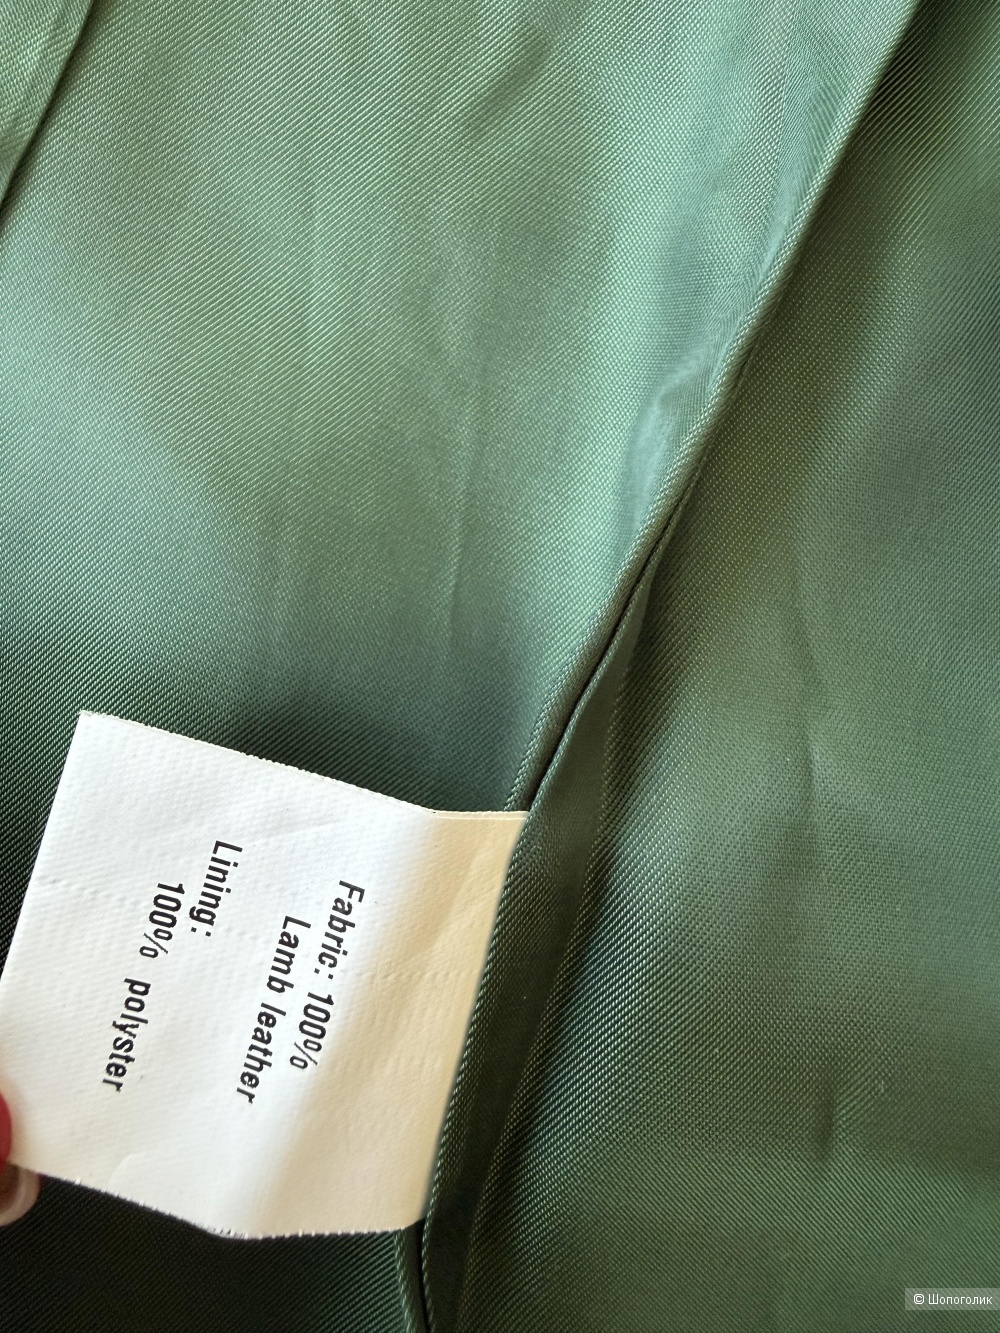 Fabric: 100%
Lamb leather
Lining:
100% polyster
© Шопоголик